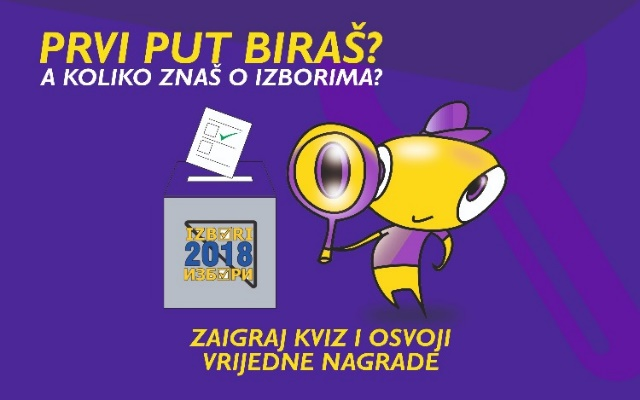 PRVI PUT BIRAŠ?
A KOLIKO ZNAŠ O IZBORIMA?
IZBORI
2018
ИЗБОРИ
ZAIGRAJ KVIZ I OSVOJI
VRIJEDNE NAGRADE